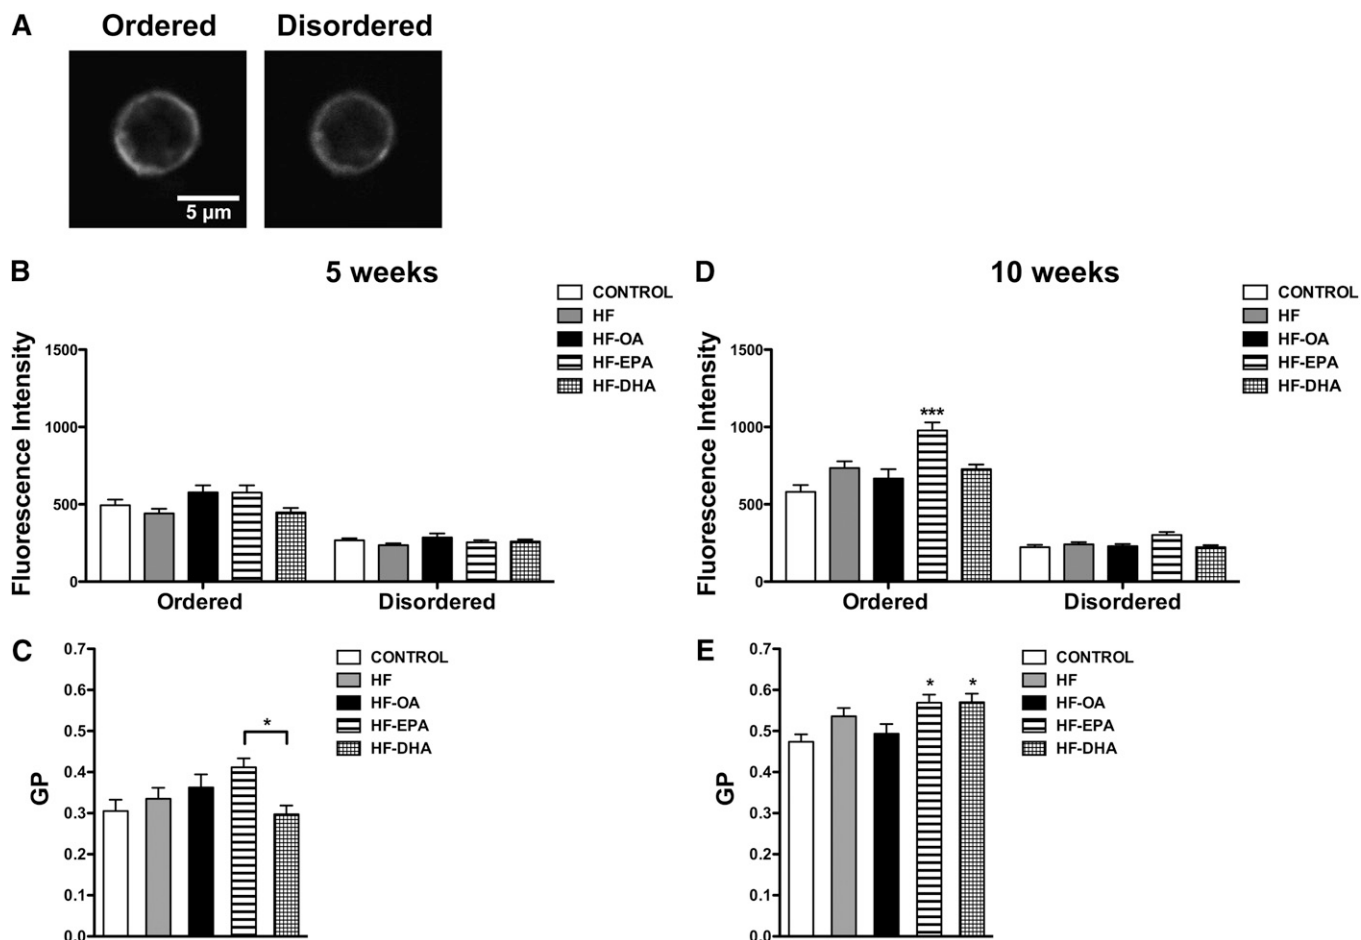 A
Ordered
Disordered
5 µm
B
5 weeks
CONTROL
HF
HF-OA
HF-EPA
HF-DHA
Fluorescence Intensity
1500
1000
500
0
Ordered
Disordered
D
10 weeks
CONTROL
HF
HF-OA
HF-EPA
HF-DHA
Fluorescence Intensity
1500
1000
500
0
***
Ordered
Disordered
C
GP
0.7
0.6
0.5
0.4
0.3
0.2
0.1
0.0
*
CONTROL
HF
HF-OA
HF-EPA
HF-DHA
E
GP
0.7
0.6
0.5
0.4
0.3
0.2
0.1
0.0
* *
CONTROL
HF
HF-OA
HF-EPA
HF-DHA